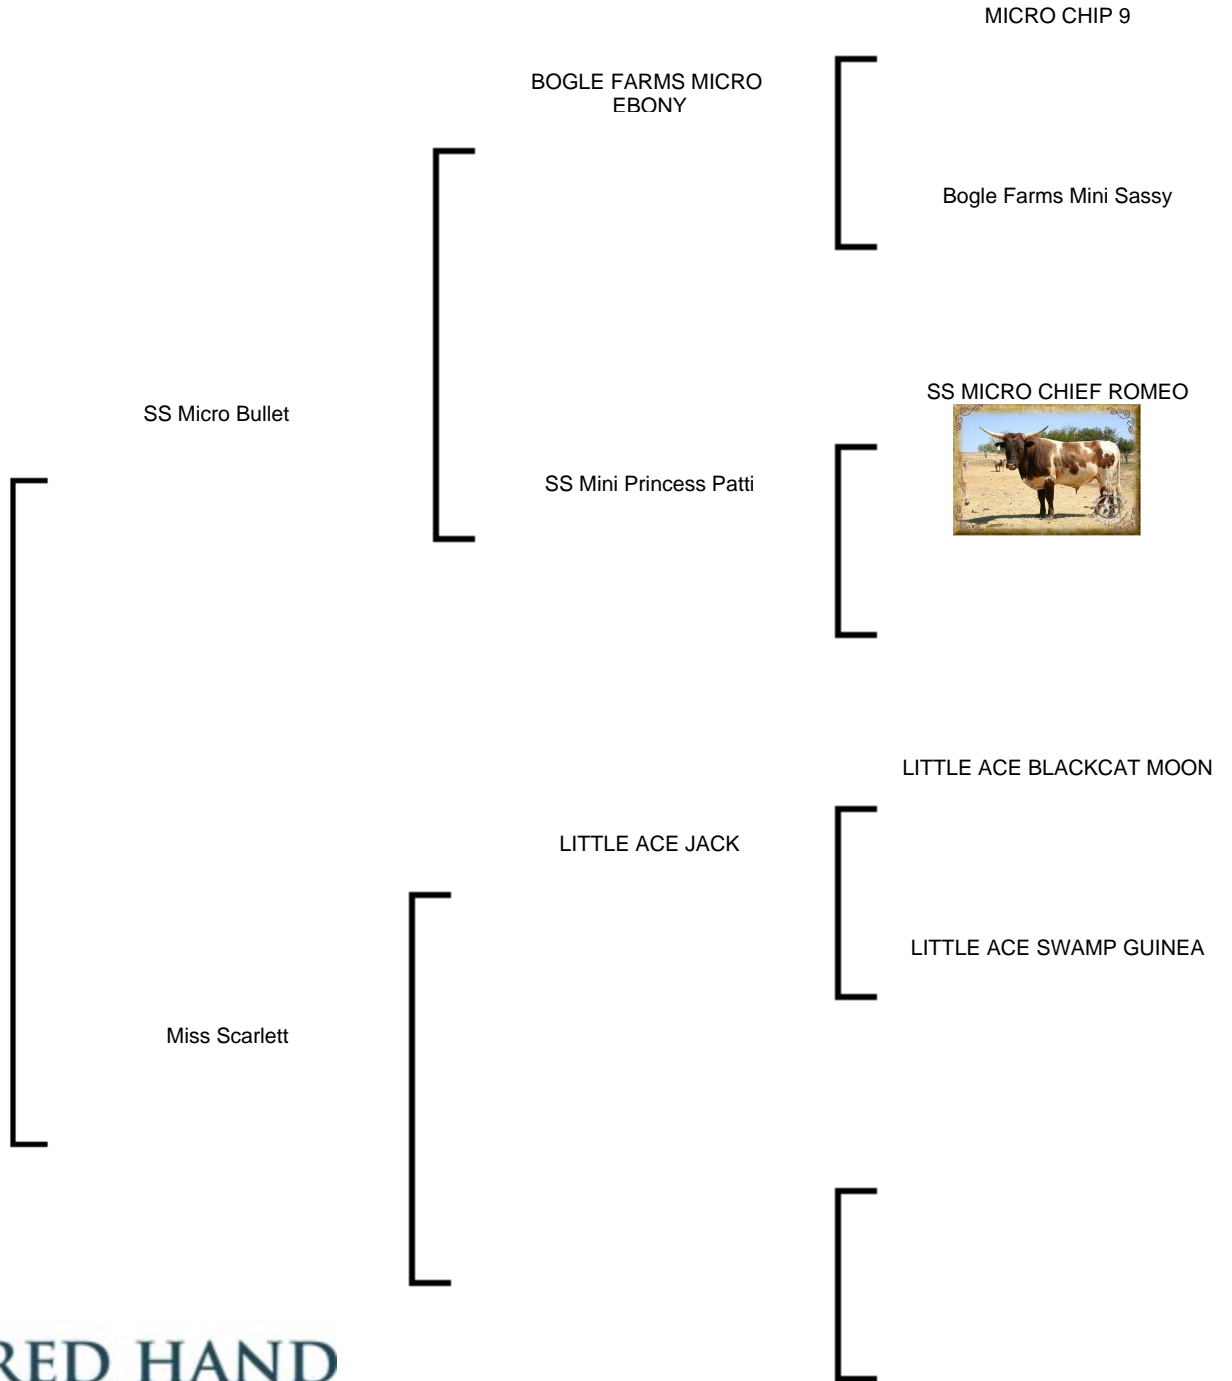 MICRO CHIP 9
BOGLE FARMS MICRO
EBONY
Bogle Farms Mini Sassy
SS MICRO CHIEF ROMEO
SS Micro Bullet
SS Mini Princess Patti
LITTLE ACE BLACKCAT MOON
LITTLE ACE JACK
LITTLE ACE SWAMP GUINEA
Miss Scarlett
RED HAND